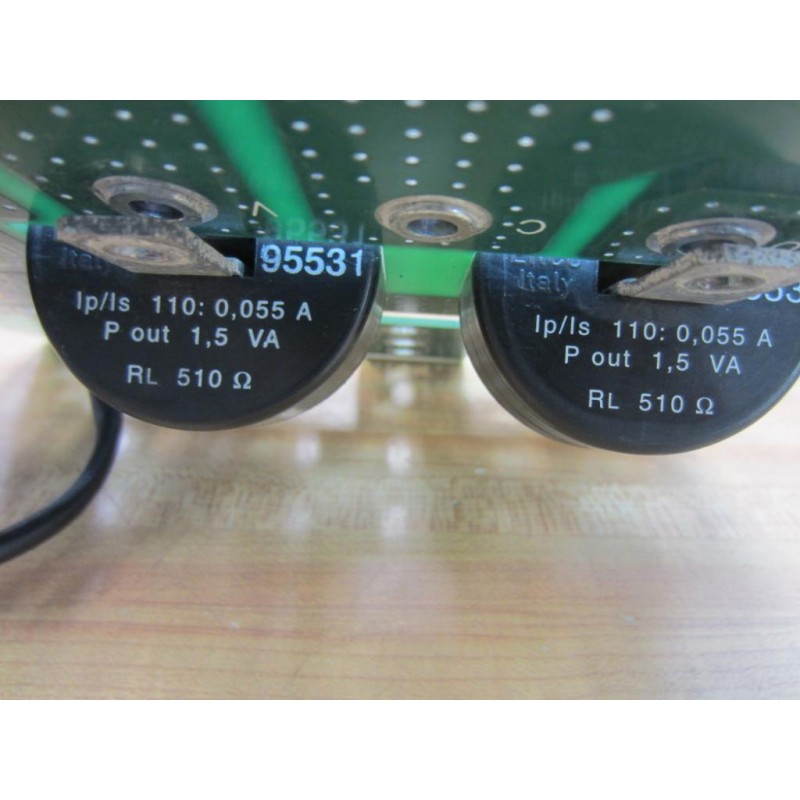 Italy
95531
Ip/Is 110: 0,055 A
P out 1,5 VA
RL 510 Ω
C
Italy
Ip/Is 110: 0,055 A
P out 1,5 VA
RL 510 Ω